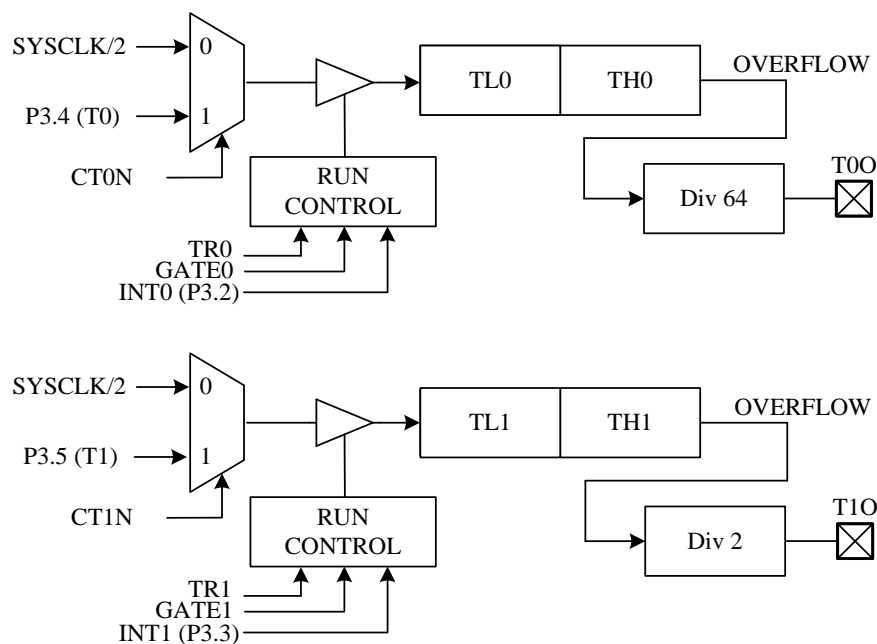 SYSCLK/2
0
P3.4 (T0)
1
CT0N
TL0
TH0
OVERFLOW
RUN
CONTROL
Div 64
T0O
TR0
GATE0
INT0 (P3.2)
SYSCLK/2
0
P3.5 (T1)
1
CT1N
TL1
TH1
OVERFLOW
RUN
CONTROL
Div 2
T1O
TR1
GATE1
INT1 (P3.3)